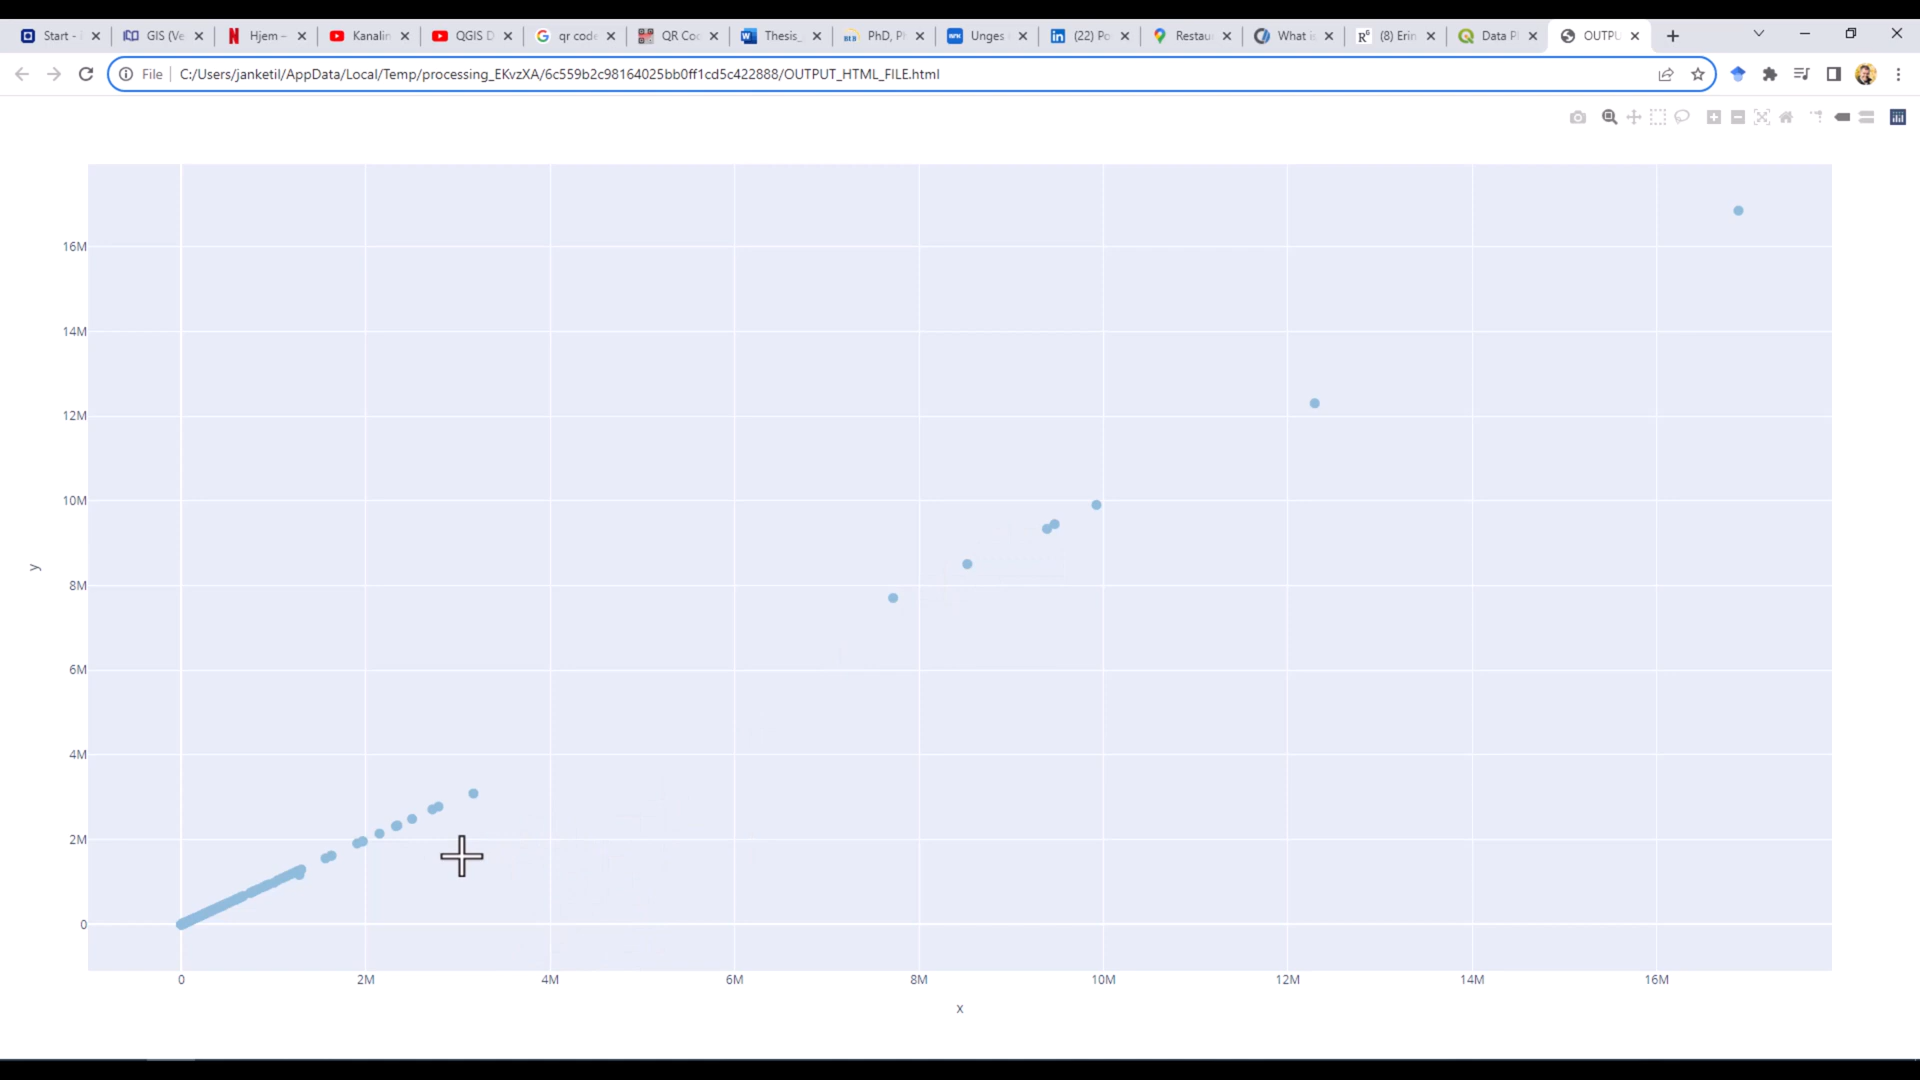 Start -
GIS (Ve
Hjem –
Kanalin
QGIS D
qr code
QR Coc
Thesis_
PhD, P
Unges
(22) Po
Restau
What i
(8) Erin
Data P
OUTPU
File
C:/Users/janketil/AppData/Local/Temp/processing_EKvzXA/6c559b2c98164025bb0ff1cd5c422888/OUTPUT_HTML_FILE.html
16M
14M
12M
10M
8M
6M
4M
2M
0
y
0 2M 4M 6M 8M 10M 12M 14M 16M
x